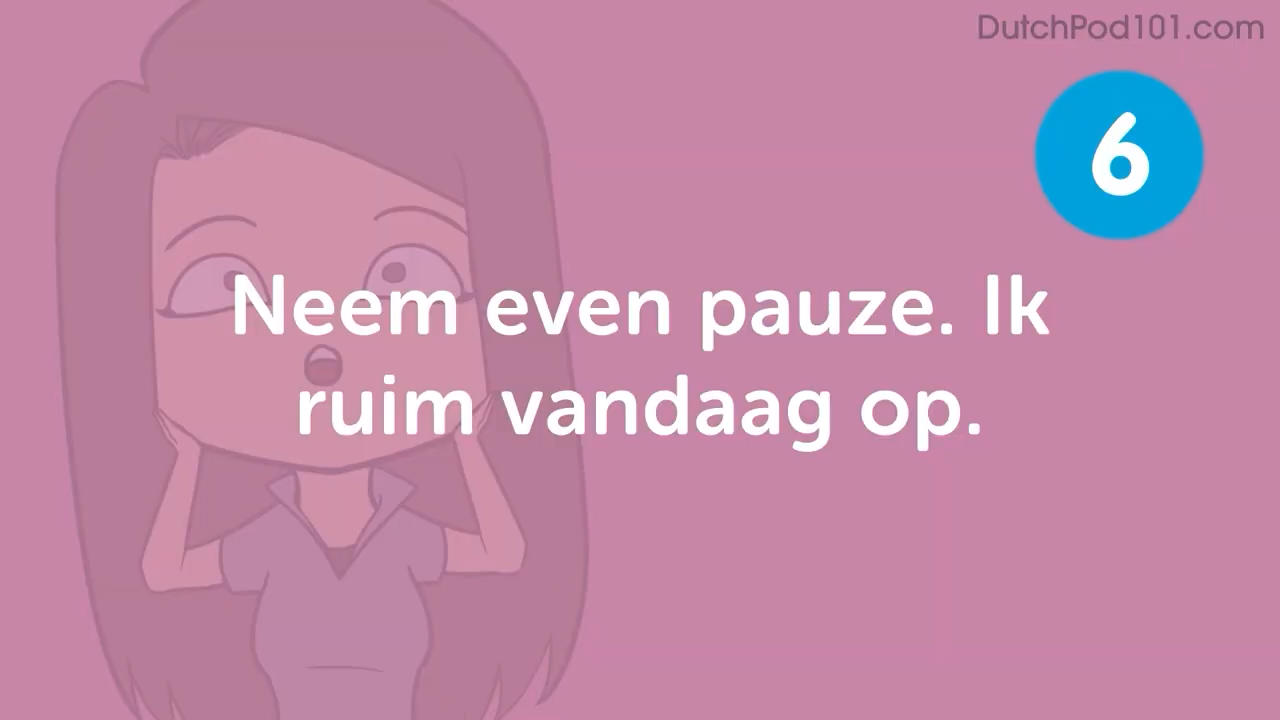 DutchPod101.com
6
Neem even pauze. Ik
ruim vandaag op.